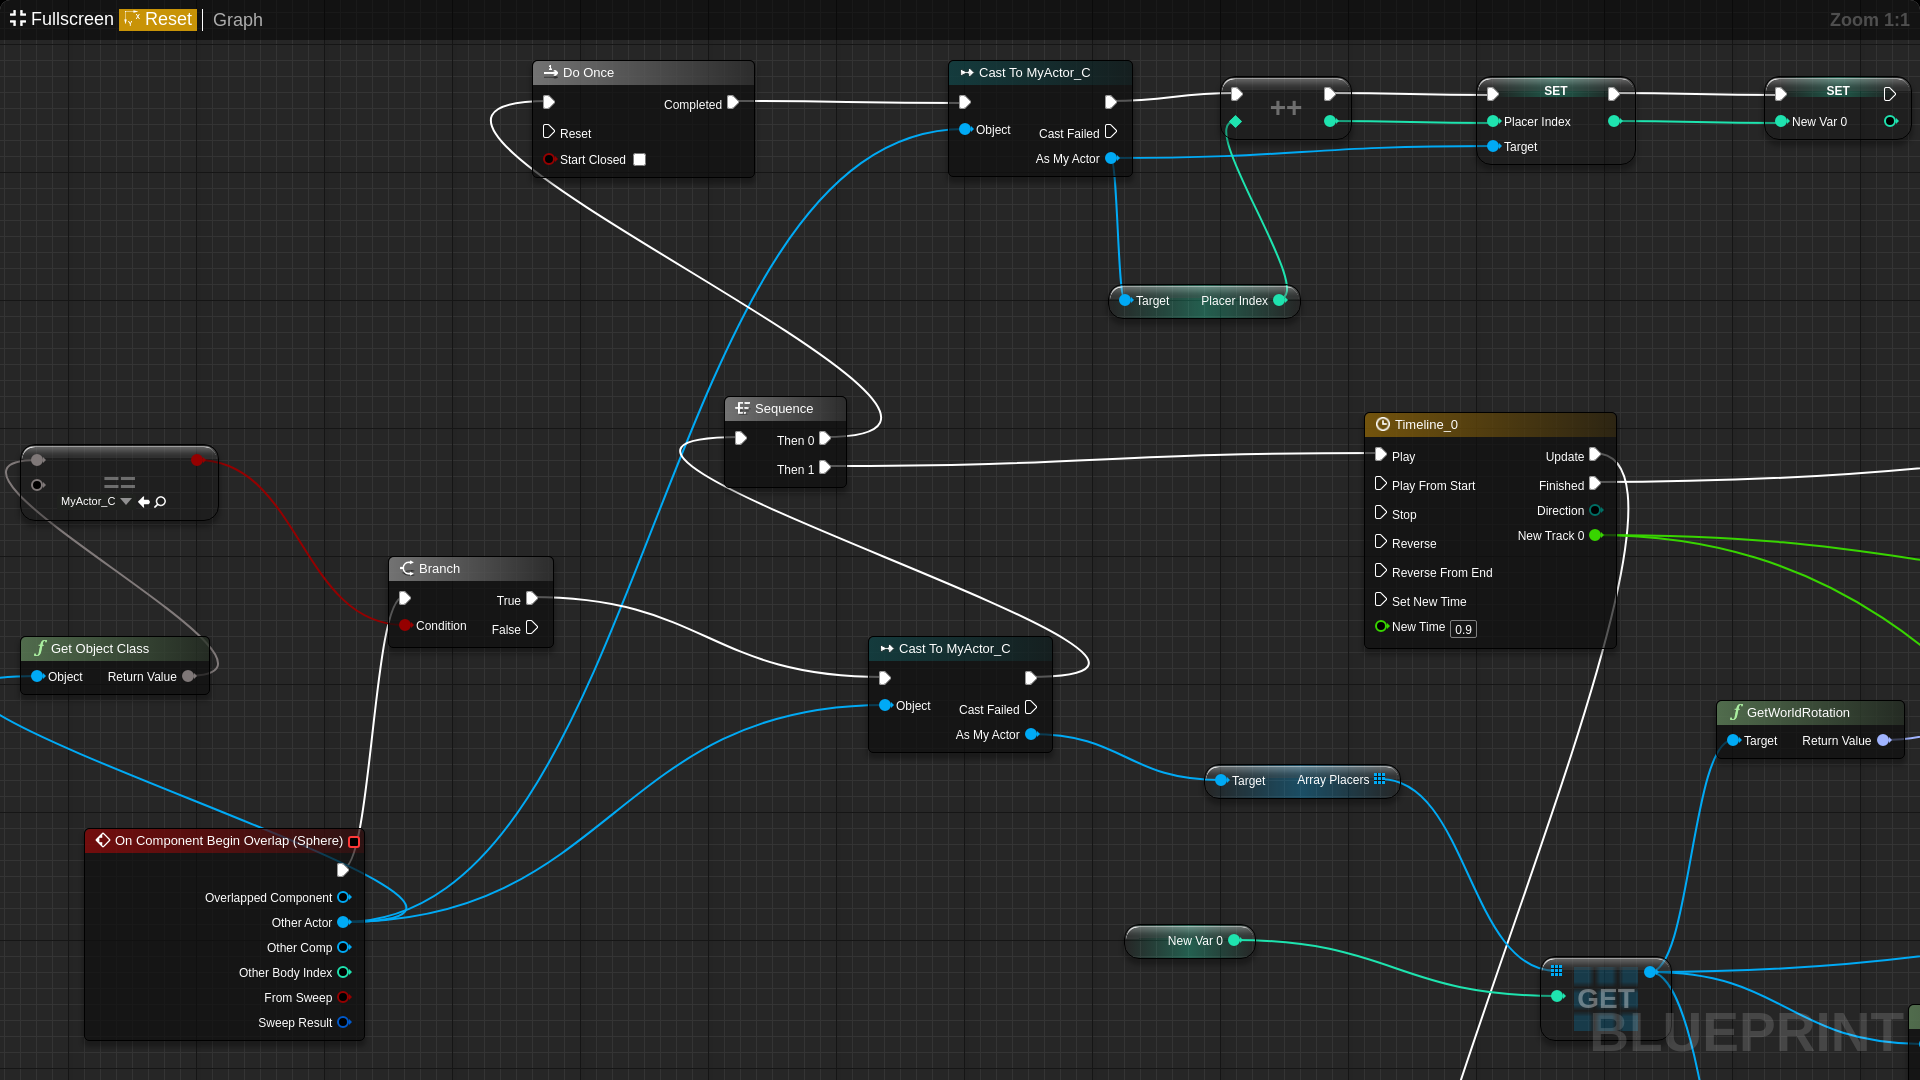 Fullscreen Reset Graph
Zoom 1:1
Do Once
Completed
Reset
Start Closed
Cast To MyActor_C
Object
Cast Failed
As My Actor
++
SET
Placer Index
Target
SET
New Var 0
Target
Placer Index
Sequence
Then 0
Then 1
==
MyActor_C
Timeline_0
Play
Update
Play From Start
Finished
Stop
Direction
Reverse
New Track 0
Reverse From End
Set New Time
New Time 0.9
Branch
True
Condition
False
Get Object Class
Object
Return Value
Cast To MyActor_C
Object
Cast Failed
As My Actor
GetWorldRotation
Target
Return Value
Target
Array Placers
On Component Begin Overlap (Sphere)
Overlapped Component
Other Actor
Other Comp
Other Body Index
From Sweep
Sweep Result
New Var 0
GET
BLUEPRINT